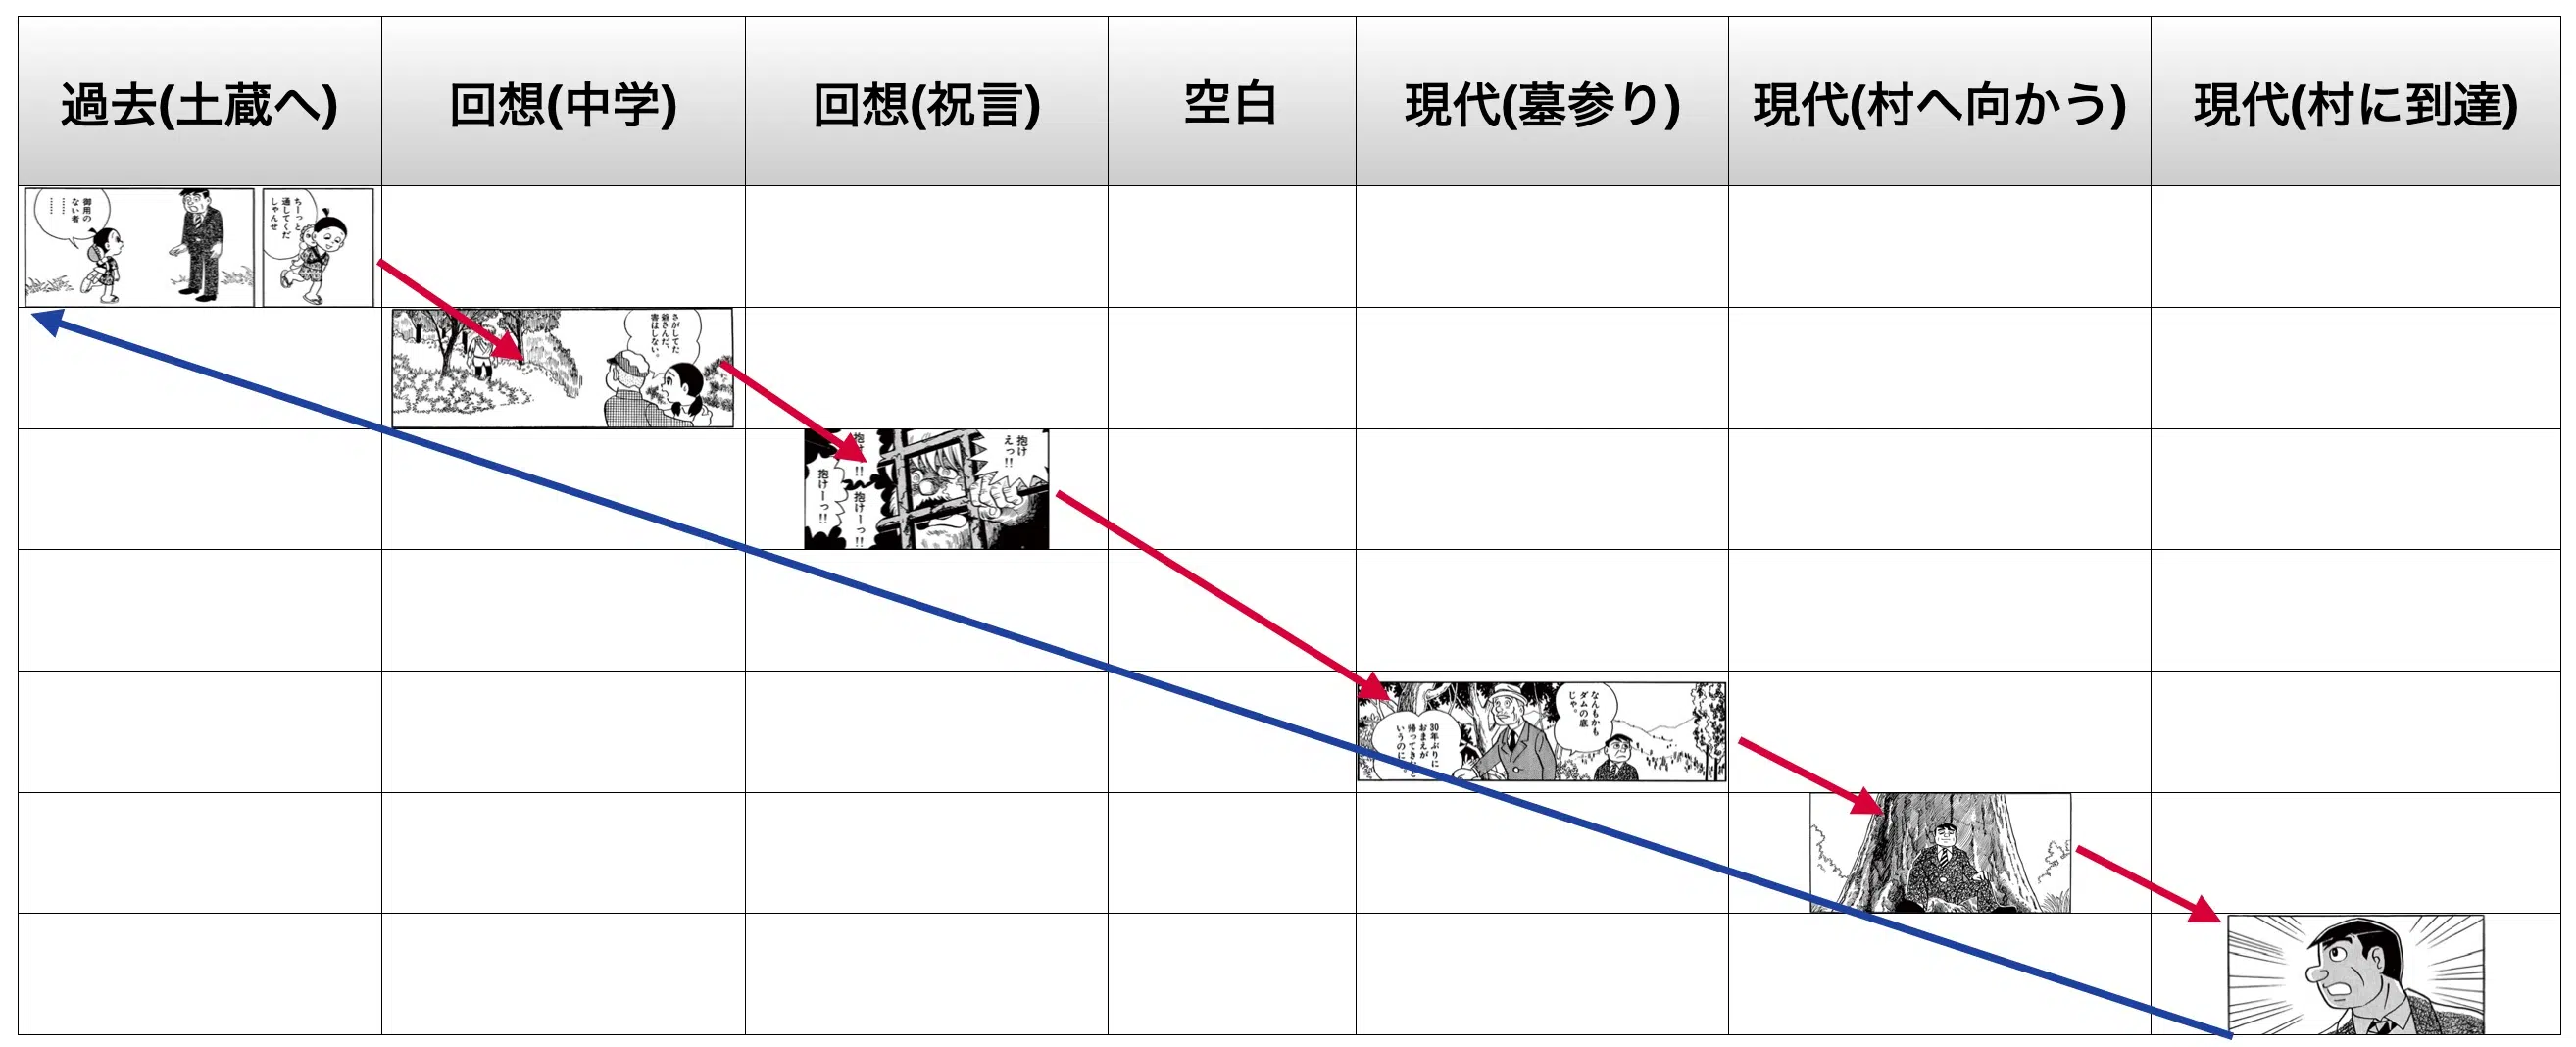 過去(土蔵へ)
回想(中学)
回想(祝言)
空白
現代(墓参り)
現代(村へ向かう)
現代(村に到達)
ちーっと
通してくだ
しゃんせ
御用の
ない者
……
……
さがしてた
爺さんだ、
害はしない。
抱け
えっ!!
抱け
!!
抱けーっ!!
抱けーっ!!
なんもかも
ダムの底
じゃ。
30年ぶりに
おまえが
帰ってきたと
いうのに